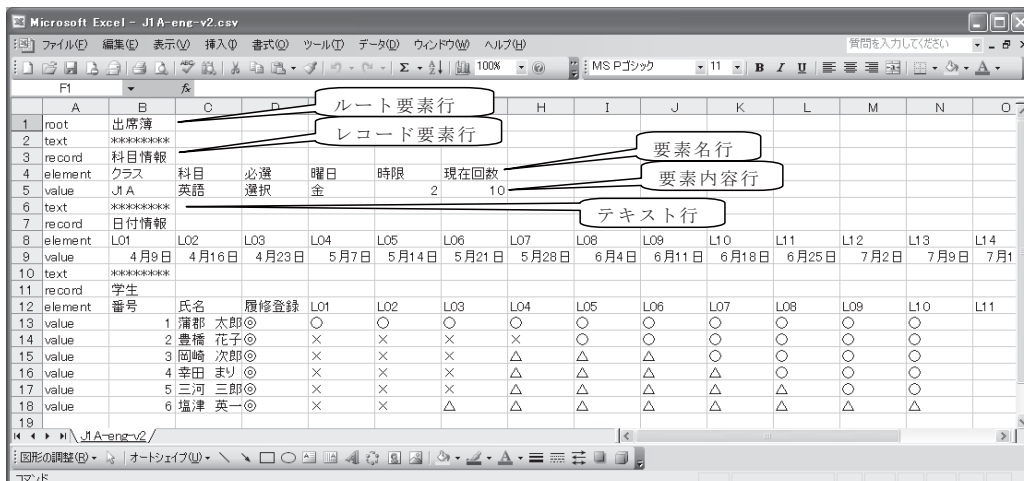 Microsoft Excel - J1A-eng-v2.csv
ファイル(F) 編集(E) 表示(V) 挿入(I) 書式(O) ツール(T) データ(D) ウィンドウ(W) ヘルプ(H) 質問を入力してください
100% MS Pゴシック 11 B I U
F1 fx
A B C D E F G H I J K L M N O
ルート要素行
レコード要素行
要素名行
要素内容行
テキスト行
1 root 出席簿
2 text ********
3 record 科目情報
4 element クラス 科目 必選 曜日 時限 現在回数
5 value J1A 英語 選択 金 2 10
6 text ********
7 record 日付情報
8 element L01 L02 L03 L04 L05 L06 L07 L08 L09 L10 L11 L12 L13 L14
9 value 4月9日 4月16日 4月23日 5月7日 5月14日 5月21日 5月28日 6月4日 6月11日 6月18日 6月25日 7月2日 7月9日 7月1
10 text ********
11 record 学生
12 element 番号 氏名 履修登録 L01 L02 L03 L04 L05 L06 L07 L08 L09 L10 L11
13 value 1 蒲郡 太郎 ◎ ○ ○ ○ ○ ○ ○ ○ ○ ○ ○
14 value 2 豊橋 花子 ◎ × × × × ○ ○ ○ ○ ○ ○
15 value 3 岡崎 次郎 ◎ × × × △ △ △ ○ ○ ○ ○
16 value 4 幸田 まり ◎ × × × △ △ △ △ ○ ○ ○
17 value 5 三河 三郎 ◎ × × × △ △ △ △ △ ○ ○
18 value 6 塩津 英一 ◎ × × △ △ △ △ △ △ △ △
19
J1A-eng-v2
図形の調整(R) オートシェイプ(U)
コマンド